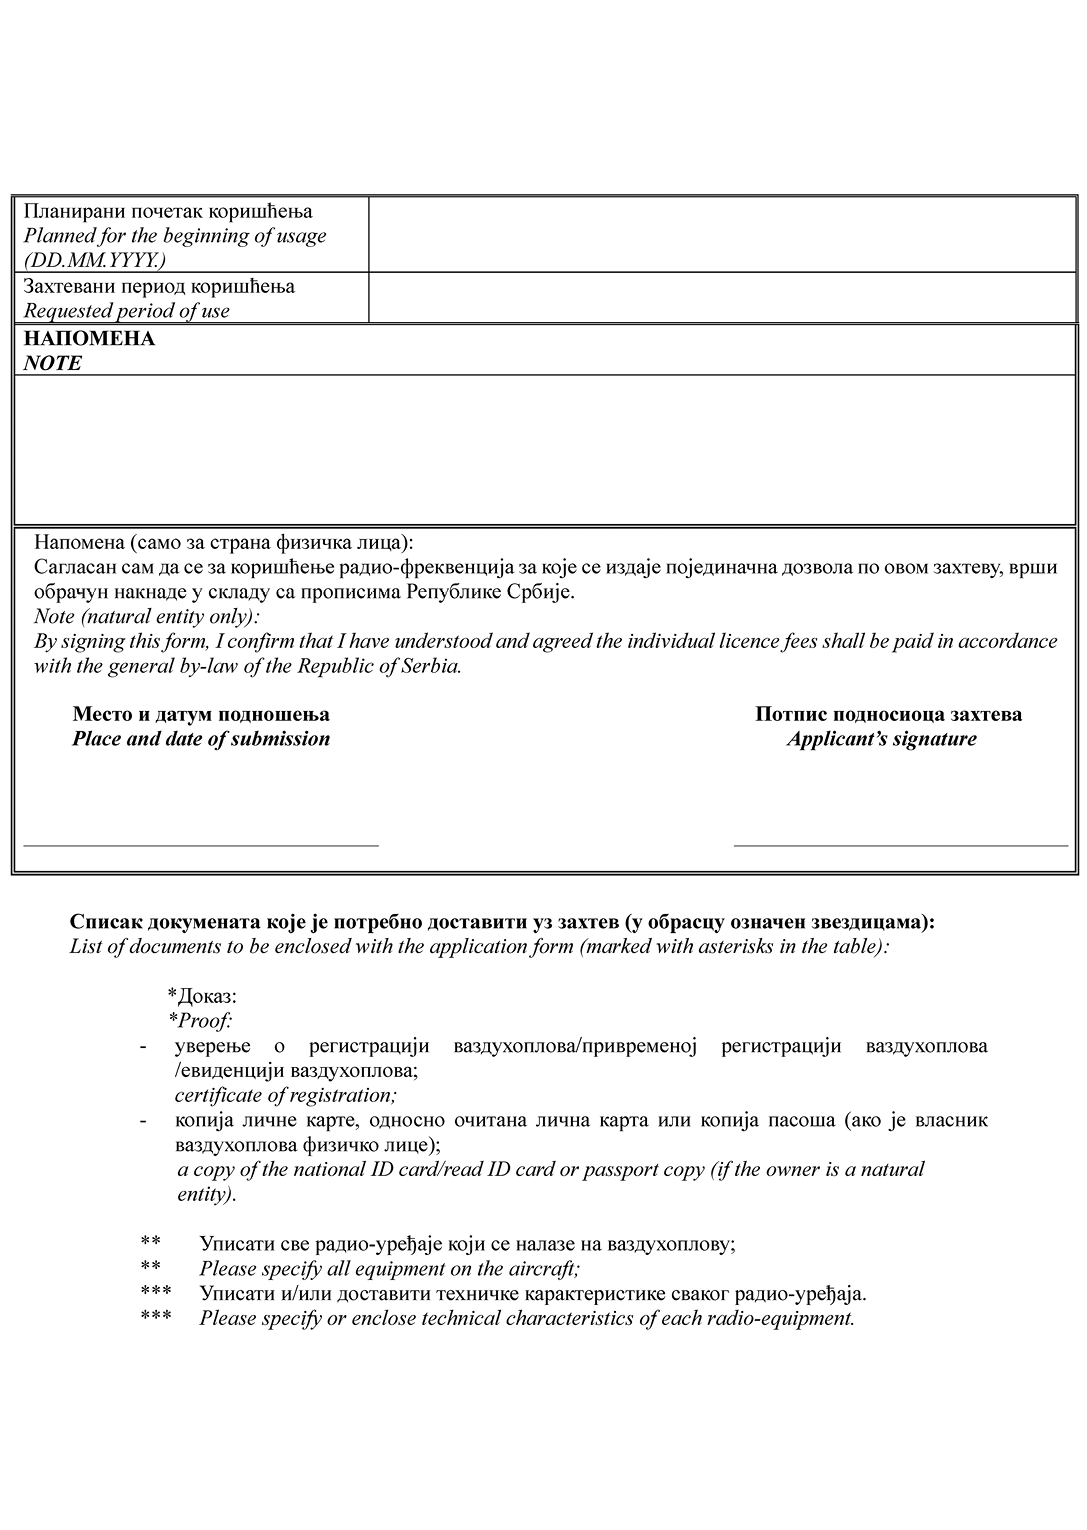 Планирани почетак коришћења
Planned for the beginning of usage
(DD.MM.YYYY.)
Захтевани период коришћења
Requested period of use
НАПОМЕНА
NOTE
Напомена (само за страна физичка лица):
Сагласан сам да се за коришћење радио-фреквенција за које се издаје појединачна дозвола по овом захтеву, врши
обрачун накнаде у складу са прописима Републике Србије.
Note (natural entity only):
By signing this form, I confirm that I have understood and agreed the individual licence fees shall be paid in accordance
with the general by-law of the Republic of Serbia.
Место и датум подношења
Place and date of submission
Потпис подносиоца захтева
Applicant’s signature
Списак докумената које је потребно доставити уз захтев (у обрасцу означен звездицама):
List of documents to be enclosed with the application form (marked with asterisks in the table):
*Доказ:
*Proof:
- уверење о регистрацији ваздухоплова/привременој регистрацији ваздухоплова
/евиденцији ваздухоплова;
certificate of registration;
- копија личне карте, односно очитана лична карта или копија пасоша (ако је власник
ваздухоплова физичко лице);
a copy of the national ID card/read ID card or passport copy (if the owner is a natural
entity).
** Уписати све радио-уређаје који се налазе на ваздухоплову;
** Please specify all equipment on the aircraft;
*** Уписати и/или доставити техничке карактеристике сваког радио-уређаја.
*** Please specify or enclose technical characteristics of each radio-equipment.